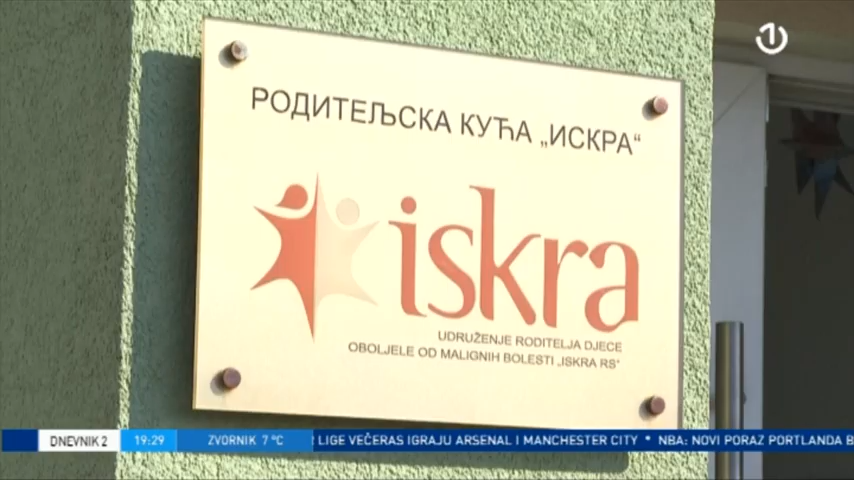 РОДИТЕЉСКА КУЋА „ИСКРА“
iskra
UDRUŽENJE RODITELJA DJECE
OBOLJELE OD MALIGNIH BOLESTI „ISKRA RS“
DNEVNIK 2 19:29 ZVORNIK 7°C LIGE VEČERAS IGRAJU ARSENAL I MANCHESTER CITY * NBA: NOVI PORAZ PORTLANDA